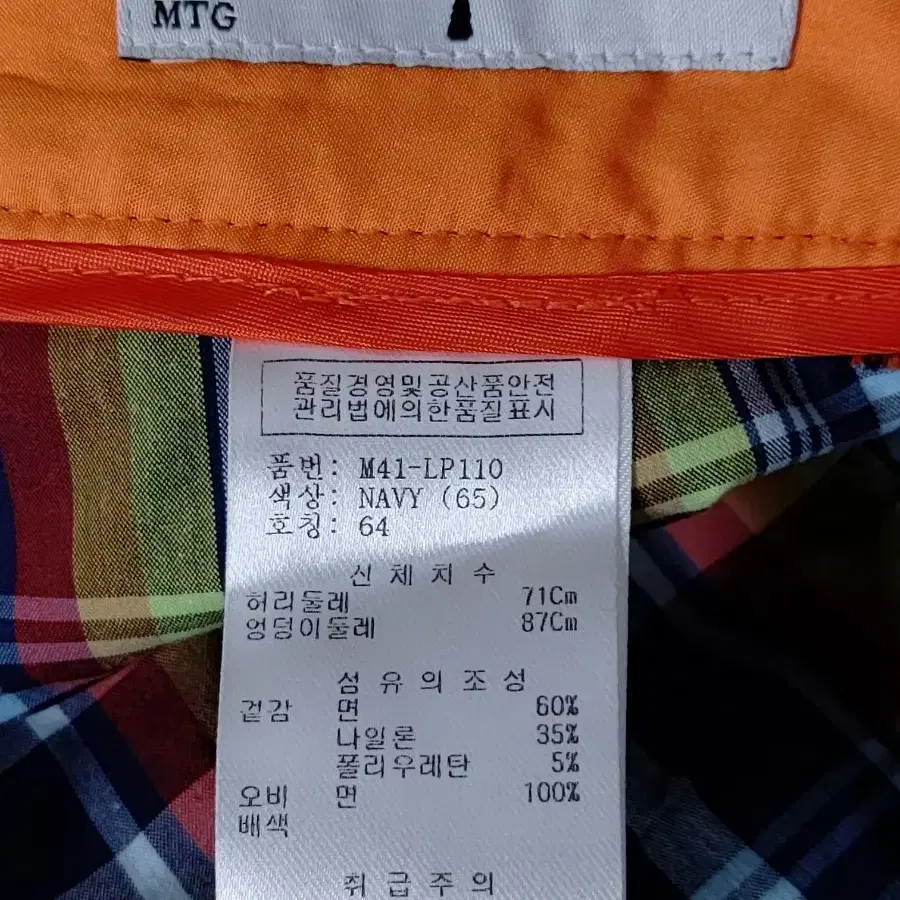 MTG
품질경영및공산품안전
관리법에의한품질표시
품번: M41-LP110
색상: NAVY (65)
호칭: 64
신체치수
허리둘레 71Cm
엉덩이둘레 87Cm
섬유의조성
겉감 면 60%
나일론 35%
폴리우레탄 5%
오비 면 100%
배색
취급주의